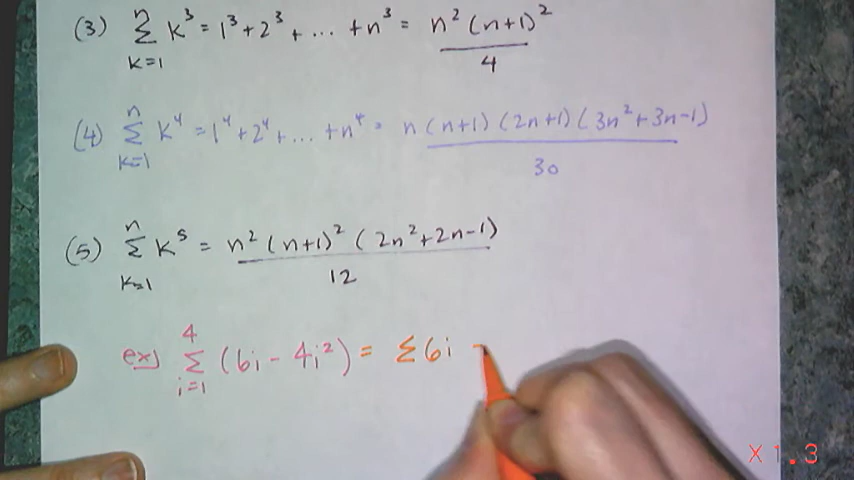 (3) n Σ k=1 k³ = 1³ + 2³ + ... + n³ = n² (n+1)² / 4
(4) n Σ k=1 k⁴ = 1⁴ + 2⁴ + ... + n⁴ = n (n+1) (2n+1) (3n² + 3n - 1) / 30
(5) n Σ k=1 k⁵ = n² (n+1)² (2n² + 2n - 1) / 12
ex) 4 Σ i=1 (6i - 4i²) = Σ 6i -
X1.3